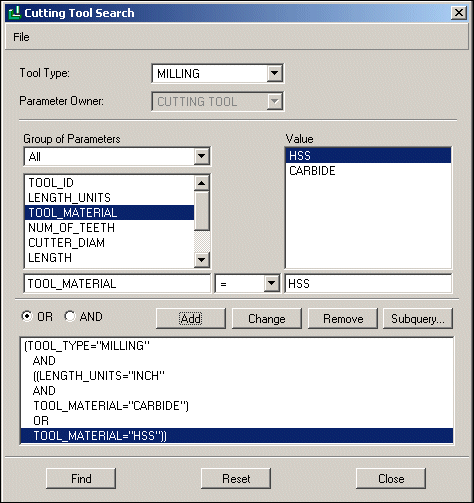 Cutting Tool Search
File
Tool Type: MILLING
Parameter Owner: CUTTING TOOL
Group of Parameters Value
All
HSS
CARBIDE
TOOL_ID
LENGTH_UNITS
TOOL_MATERIAL
NUM_OF_TEETH
CUTTER_DIAM
LENGTH
TOOL_MATERIAL = HSS
OR AND Add Change Remove Subquery...
(TOOL_TYPE="MILLING"
AND
((LENGTH_UNITS="INCH"
AND
TOOL_MATERIAL="CARBIDE")
OR
TOOL_MATERIAL="HSS"))
Find Reset Close